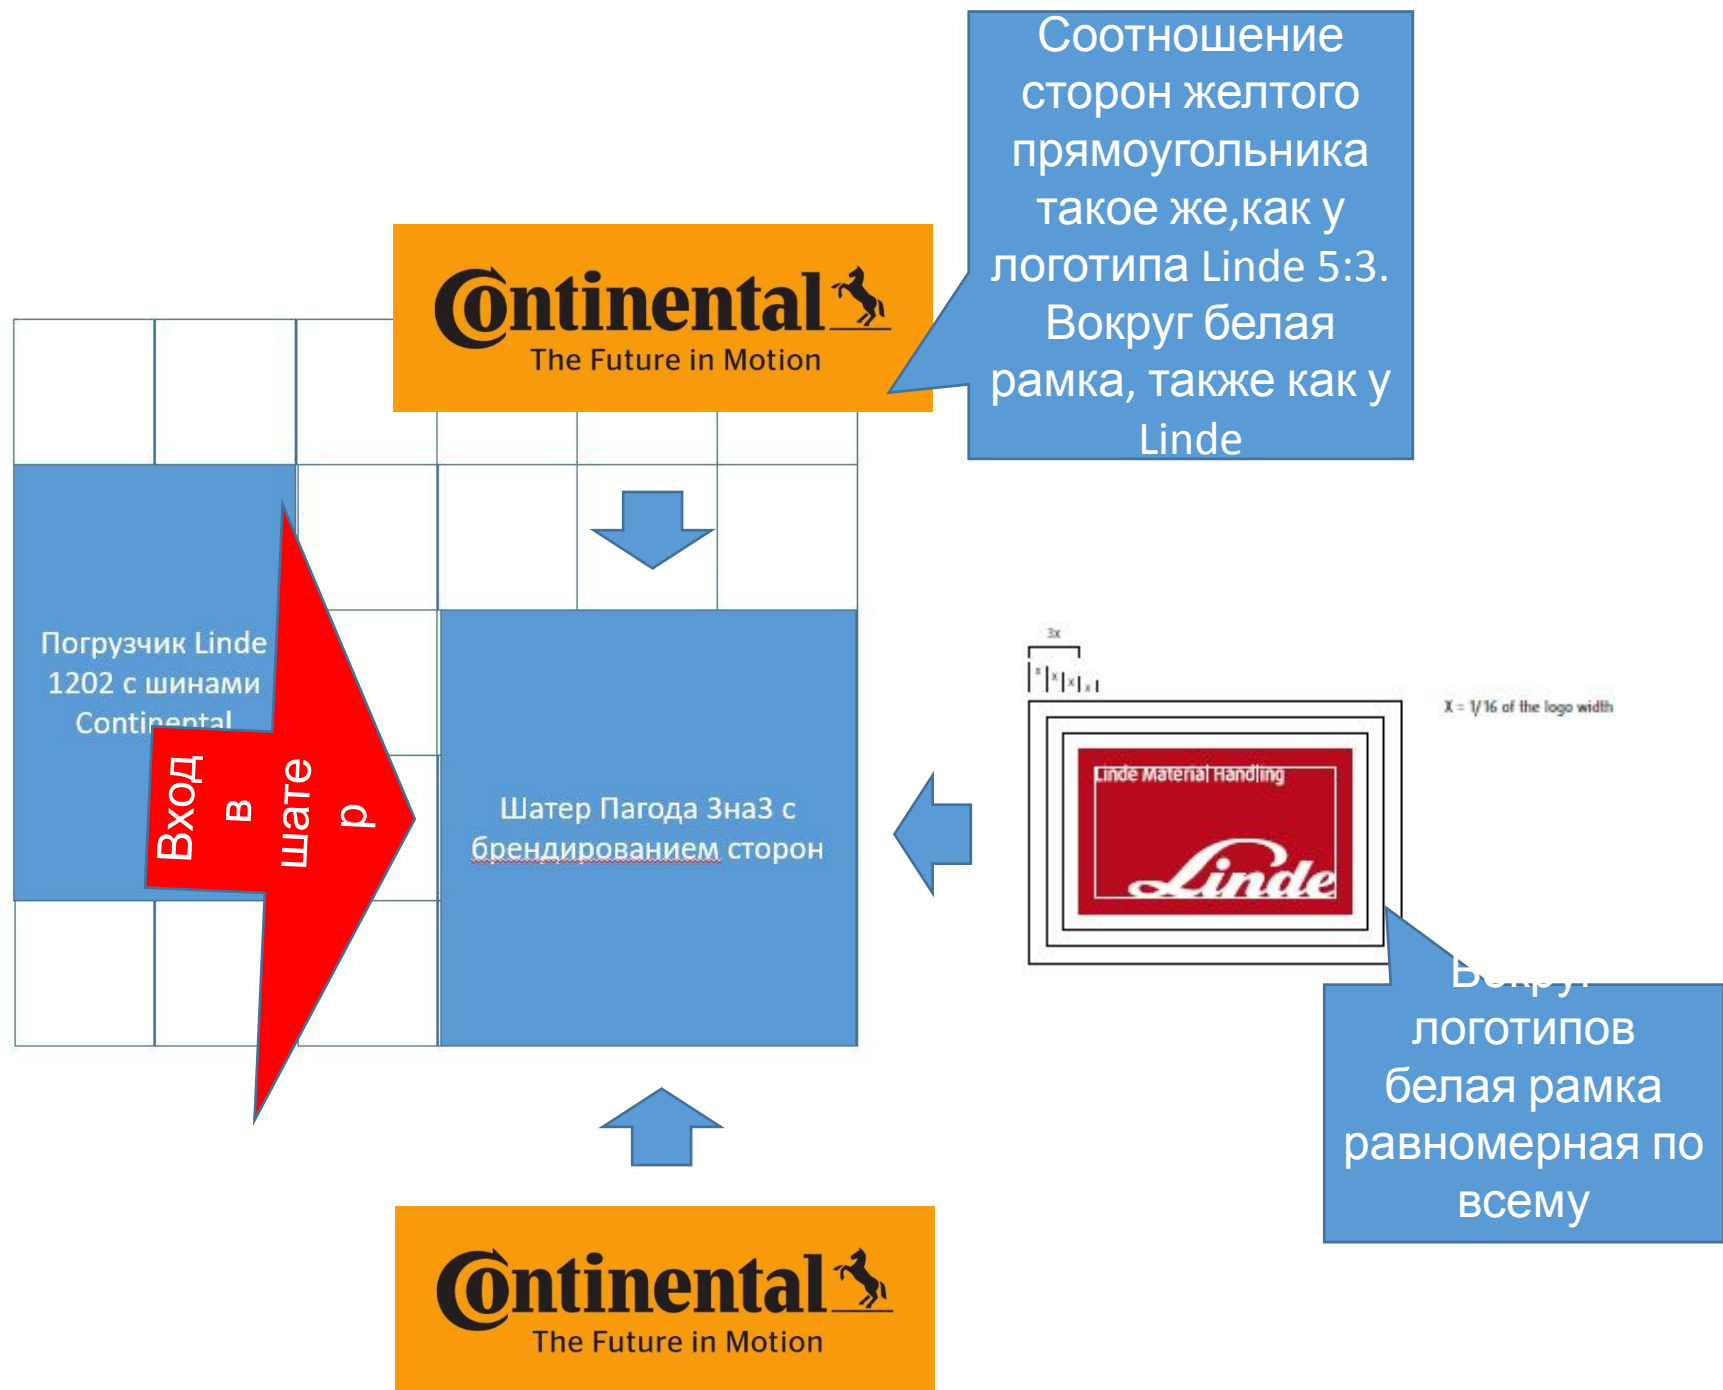 Соотношение
сторон желтого
прямоугольника
такое же,как у
логотипа Linde 5:3.
Вокруг белая
рамка, также как у
Linde
Continental
The Future in Motion
Погрузчик Linde
1202 с шинами
Continental
Вход
в
шате
р
Шатер Пагода 3на3 с
брендированием сторон
3x
x x x x
X = 1/16 of the logo width
Linde Material Handling
Linde
Вокруг
логотипов
белая рамка
равномерная по
всему
Continental
The Future in Motion